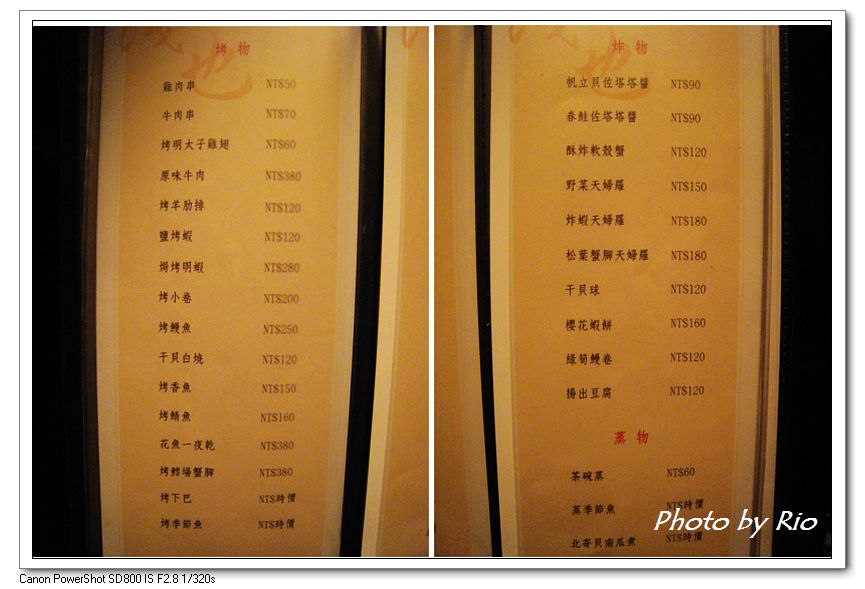 烤物
雞肉串 NT$50
牛肉串 NT$70
烤明太子雞翅 NT$60
原味牛肉 NT$380
烤羊肋排 NT$120
鹽烤蝦 NT$120
焗烤明蝦 NT$280
烤小卷 NT$200
烤鰻魚 NT$250
干貝白燒 NT$120
烤香魚 NT$150
烤鯖魚 NT$160
花魚一夜乾 NT$380
烤鱈場蟹腳 NT$380
烤下巴 NT$時價
烤季節魚 NT$時價
炸物
帆立貝佐塔塔醬 NT$90
春鮭佐塔塔醬 NT$90
酥炸軟殼蟹 NT$120
野菜天婦羅 NT$150
炸蝦天婦羅 NT$180
松葉蟹腳天婦羅 NT$180
干貝球 NT$120
櫻花蝦餅 NT$160
綠筍鰻卷 NT$120
揚出豆腐 NT$120
蒸物
茶碗蒸 NT$60
蒸季節魚 NT$時價
北寄貝南瓜煮 NT$時價
Photo by Rio
Canon PowerShot SD800 IS F2.8 1/320s